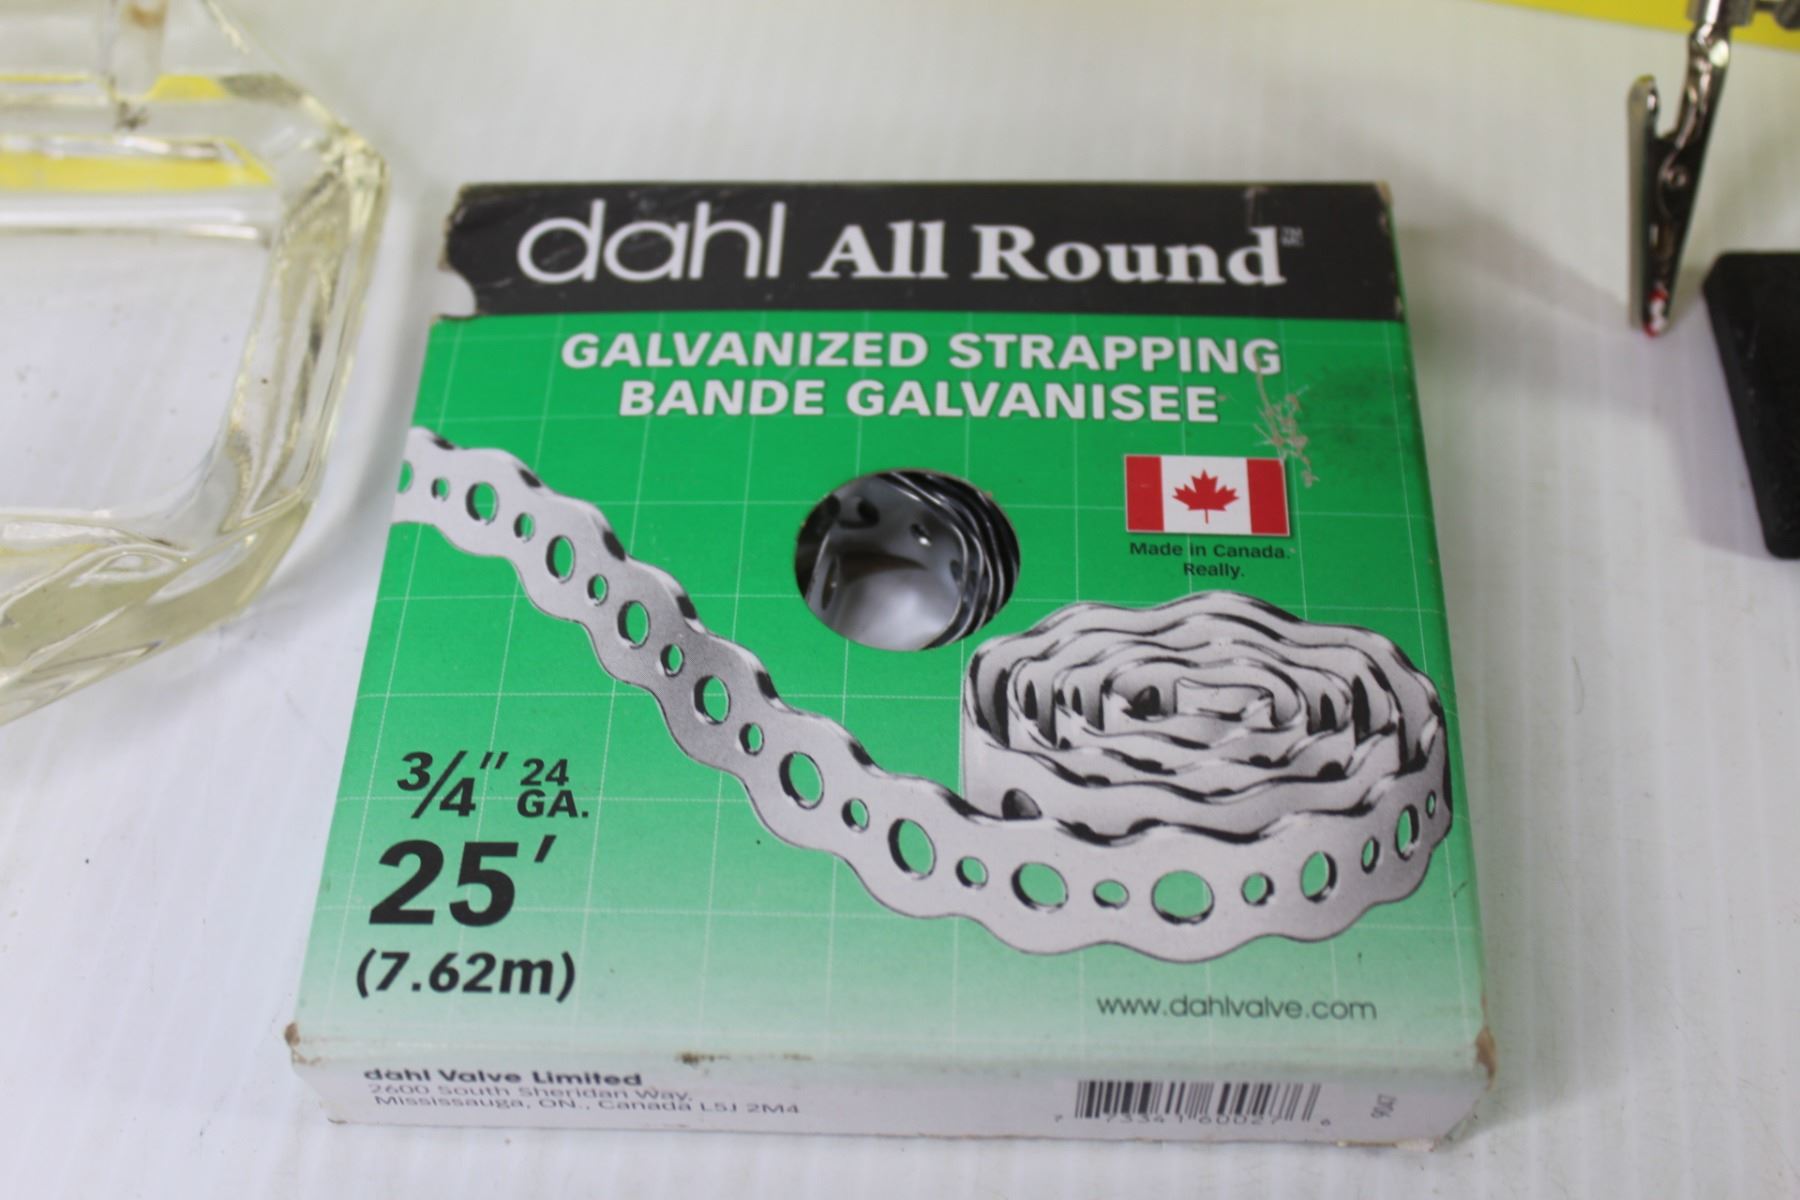 dahl All Round
GALVANIZED STRAPPING
BANDE GALVANISEE
Made in Canada.
Really.
3/4" 24
GA.
25'
(7.62m)
www.dahlvalve.com
dahl Valve Limited
2600 South Sheridan Way,
Mississauga, ON., Canada L5J 2M4